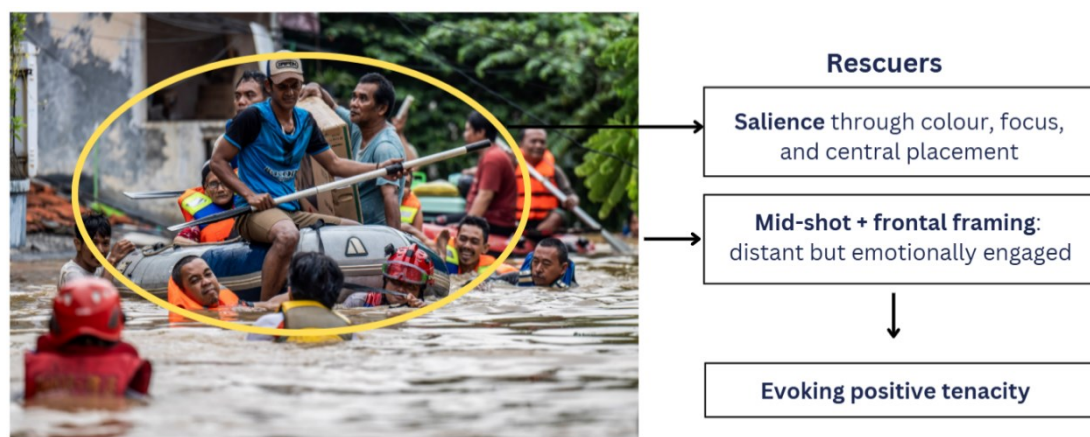 Rescuers
Salience through colour, focus,
and central placement
Mid-shot + frontal framing:
distant but emotionally engaged
Evoking positive tenacity